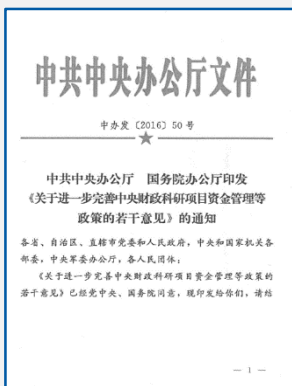 中共中央办公厅文件
中办发〔2016〕50号
中共中央办公厅 国务院办公厅印发
《关于进一步完善中央财政科研项目资金管理等
政策的若干意见》的通知
各省、自治区、直辖市党委和人民政府，中央和国家机关各
部委，中央军委办公厅，各人民团体：
《关于进一步完善中央财政科研项目资金管理等政策的
若干意见》已经党中央、国务院同意，现印发给你们，请结
— 1 —